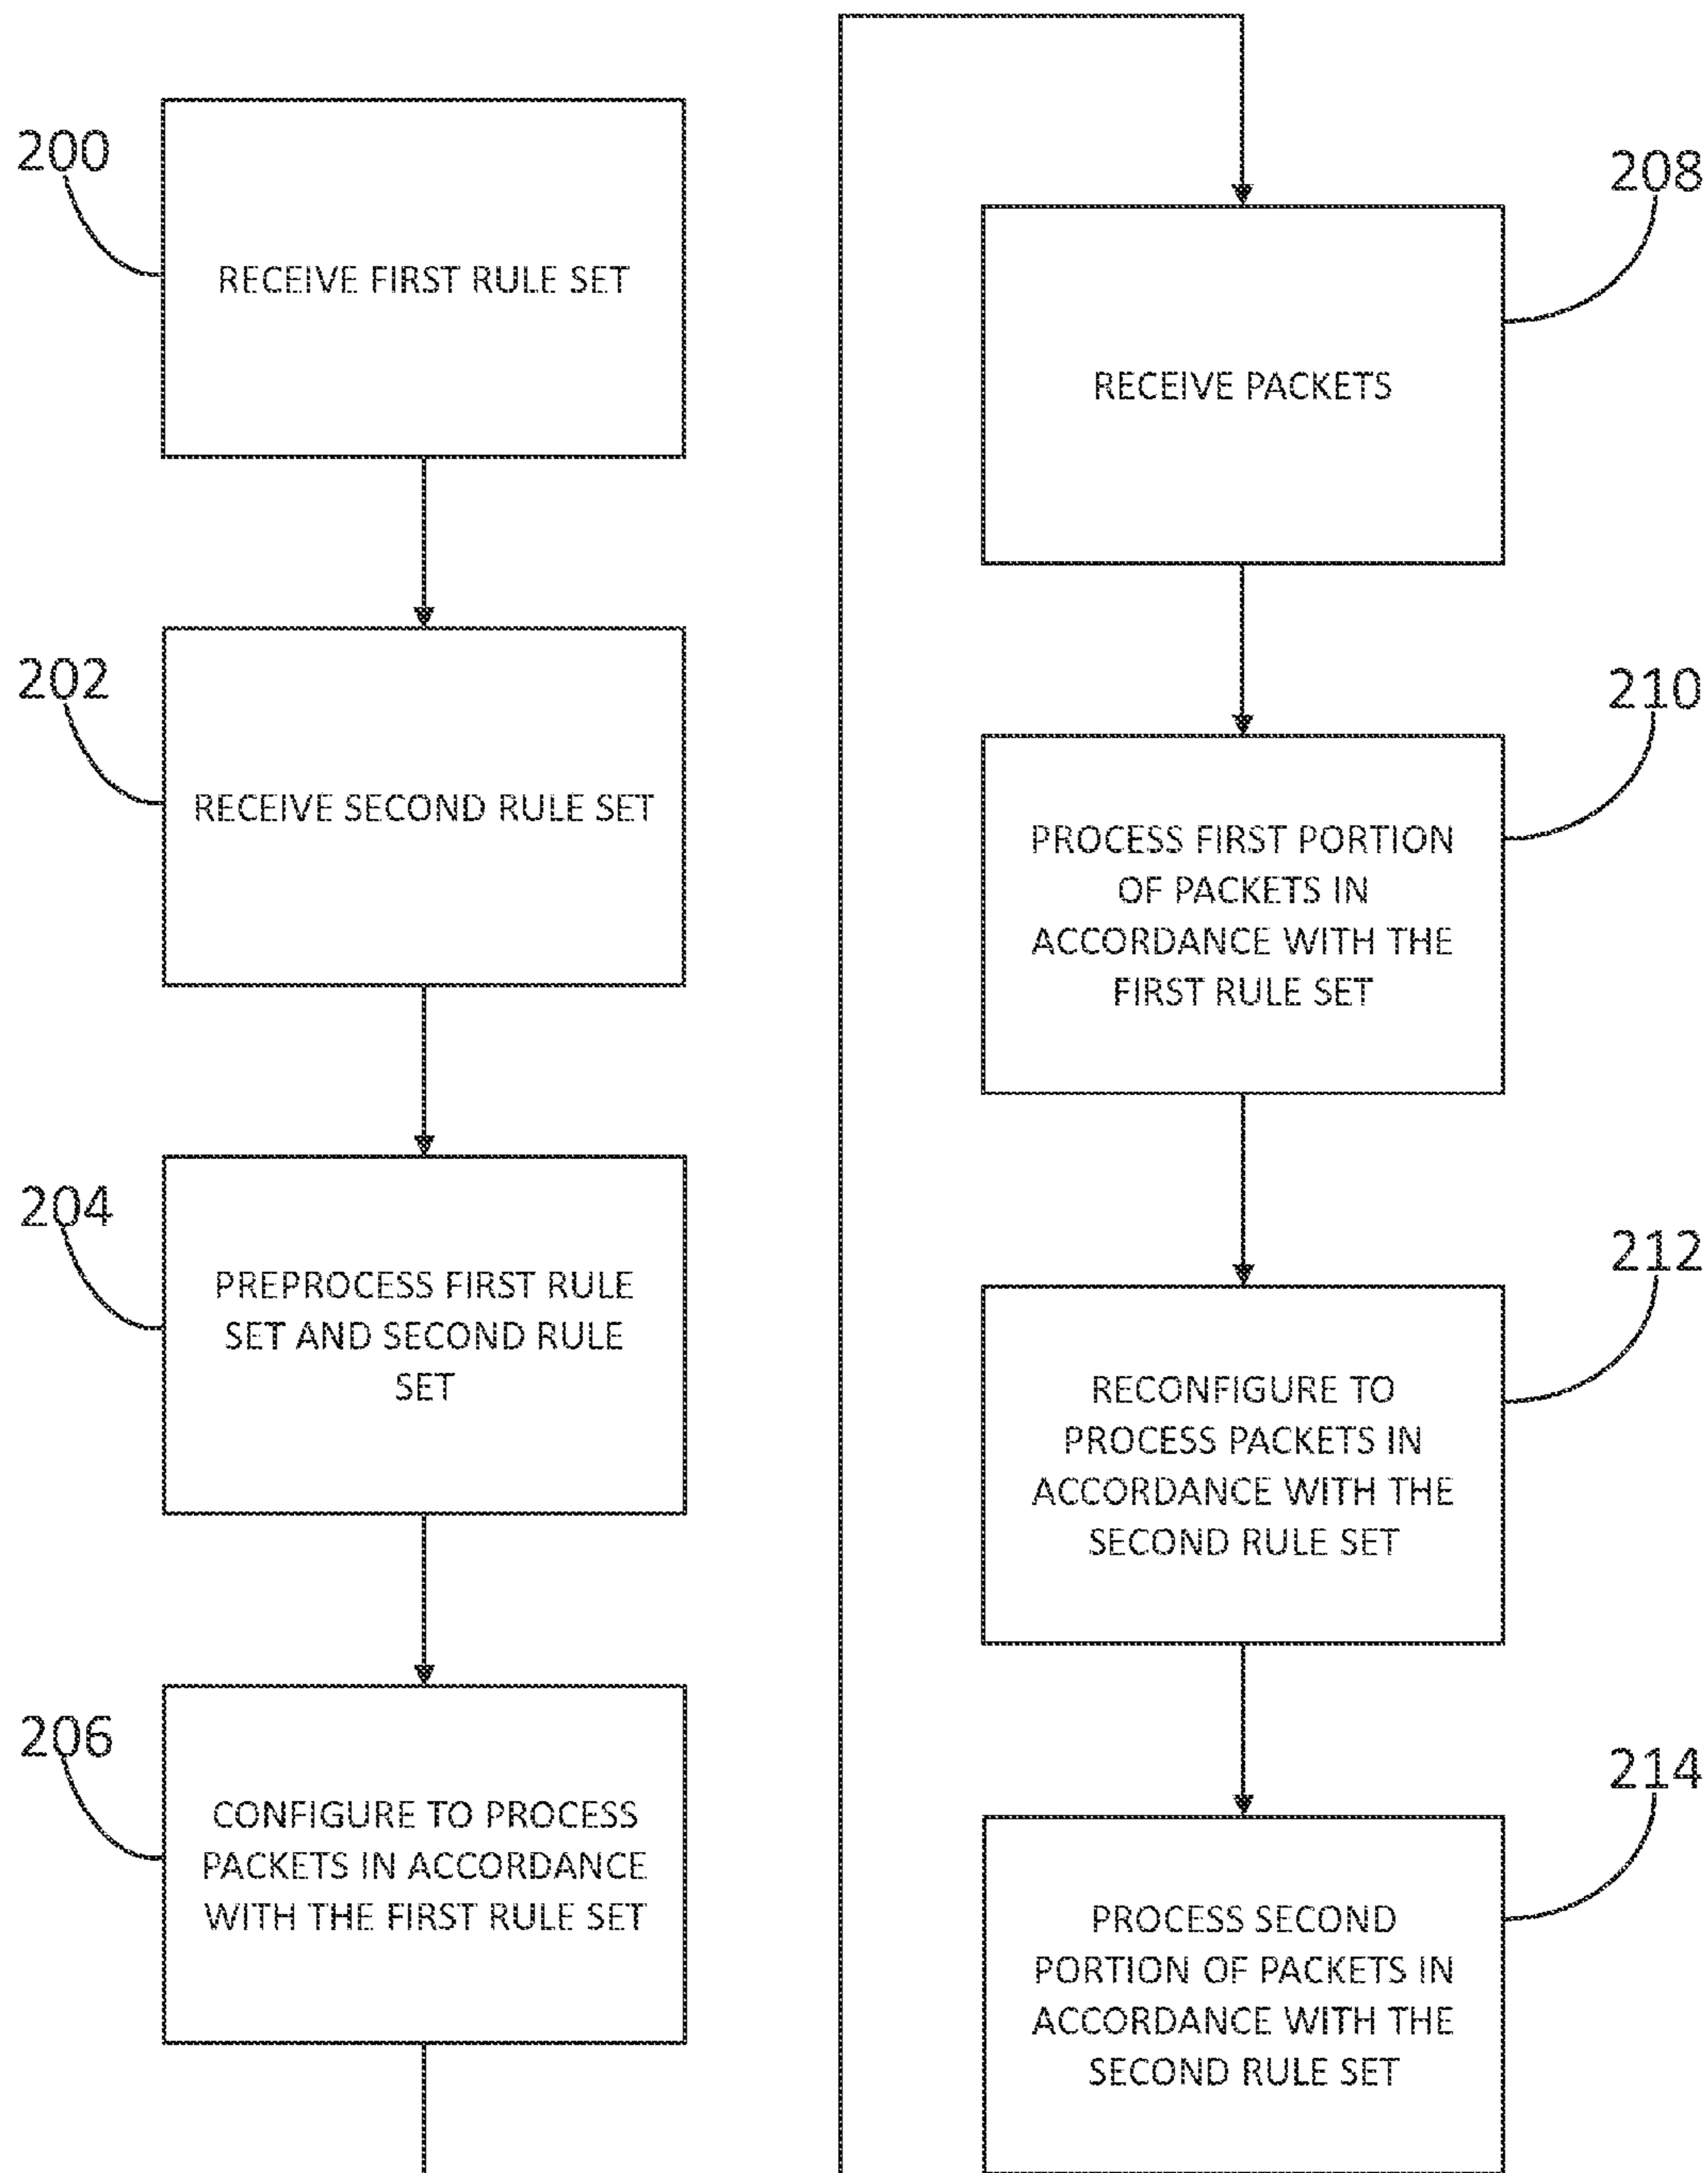 200
RECEIVE FIRST RULE SET
202
RECEIVE SECOND RULE SET
204
PREPROCESS FIRST RULE
SET AND SECOND RULE
SET
206
CONFIGURE TO PROCESS
PACKETS IN ACCORDANCE
WITH THE FIRST RULE SET
208
RECEIVE PACKETS
210
PROCESS FIRST PORTION
OF PACKETS IN
ACCORDANCE WITH THE
FIRST RULE SET
212
RECONFIGURE TO
PROCESS PACKETS IN
ACCORDANCE WITH THE
SECOND RULE SET
214
PROCESS SECOND
PORTION OF PACKETS IN
ACCORDANCE WITH THE
SECOND RULE SET